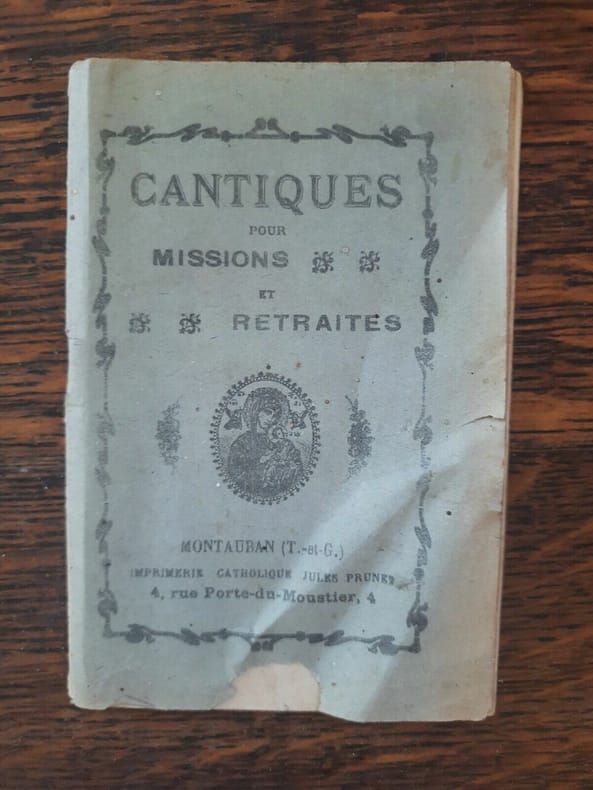 CANTIQUES
POUR
MISSIONS
ET
RETRAITES
MONTAUBAN (T.-et-G.)
IMPRIMERIE CATHOLIQUE JULES PRUNET
4, rue Porte-du-Moustier, 4